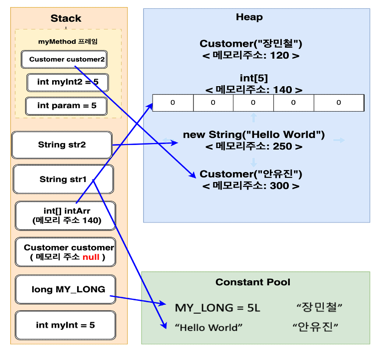 Stack
myMethod 프레임
Customer customer2
int myInt2 = 5
int param = 5
String str2
String str1
int[] intArr
(메모리 주소 140)
Customer customer
( 메모리 주소 null )
long MY_LONG
int myInt = 5
Heap
Customer("장민철")
< 메모리주소: 120 >
int[5]
< 메모리주소: 140 >
0 0 0 0 0
new String("Hello World")
< 메모리주소: 250 >
Customer("안유진")
< 메모리주소: 300 >
Constant Pool
MY_LONG = 5L “장민철”
“Hello World” “안유진”